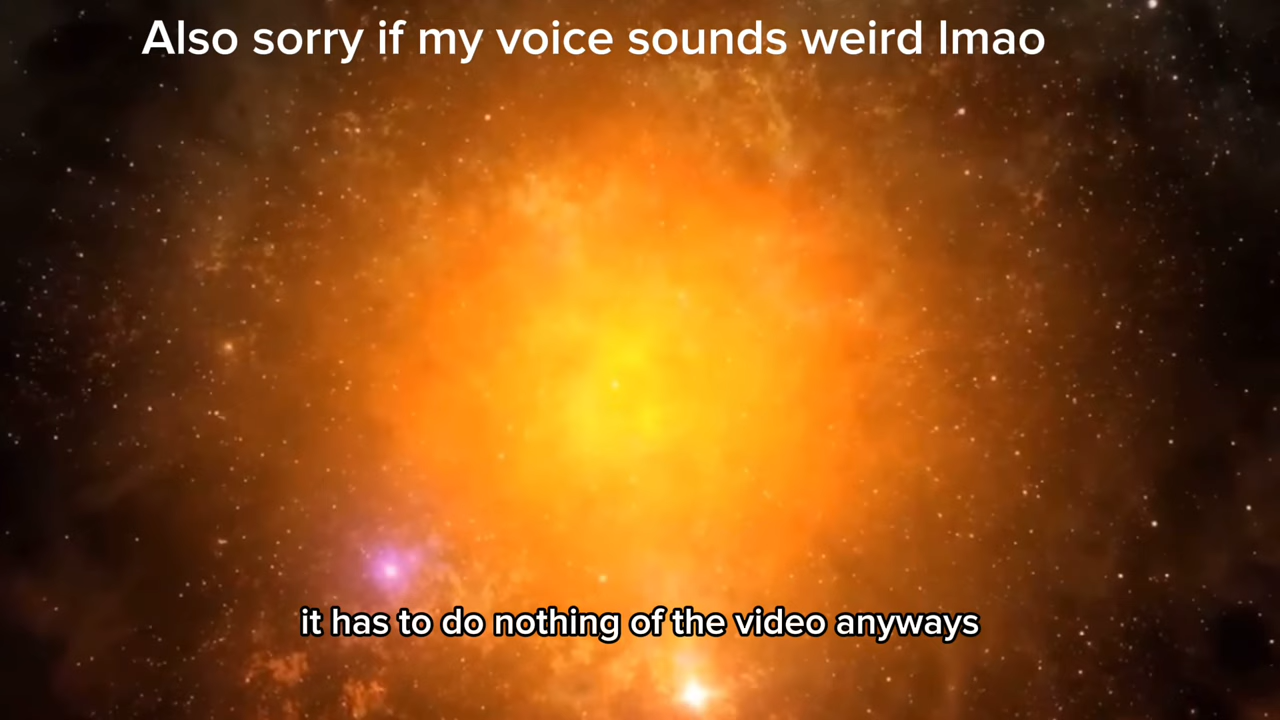 Also sorry if my voice sounds weird lmao
it has to do nothing of the video anyways